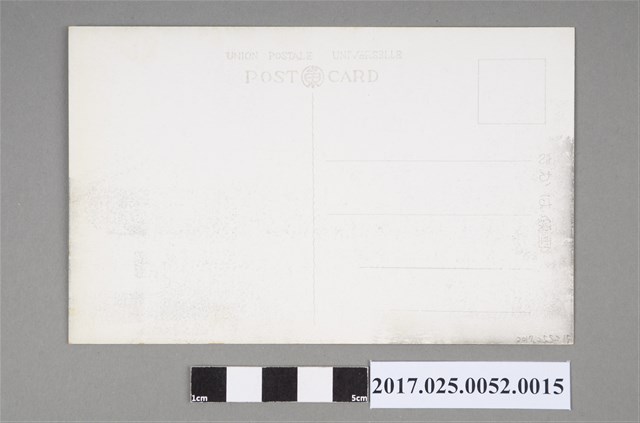 UNION POSTALE UNIVERSELLE
POST CARD
1cm
5cm
2017.025.0052.0015